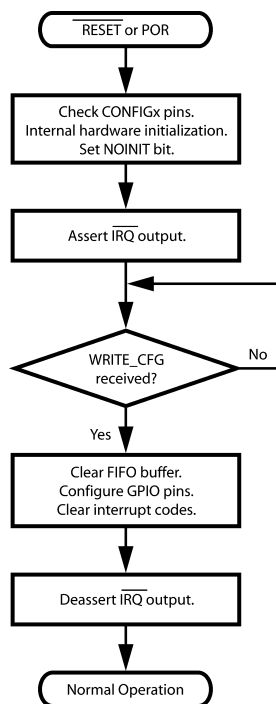 RESET or POR
Check CONFIGx pins.
Internal hardware initialization.
Set NOINIT bit.
Assert IRQ output.
WRITE_CFG
received?
No
Yes
Clear FIFO buffer.
Configure GPIO pins.
Clear interrupt codes.
Deassert IRQ output.
Normal Operation